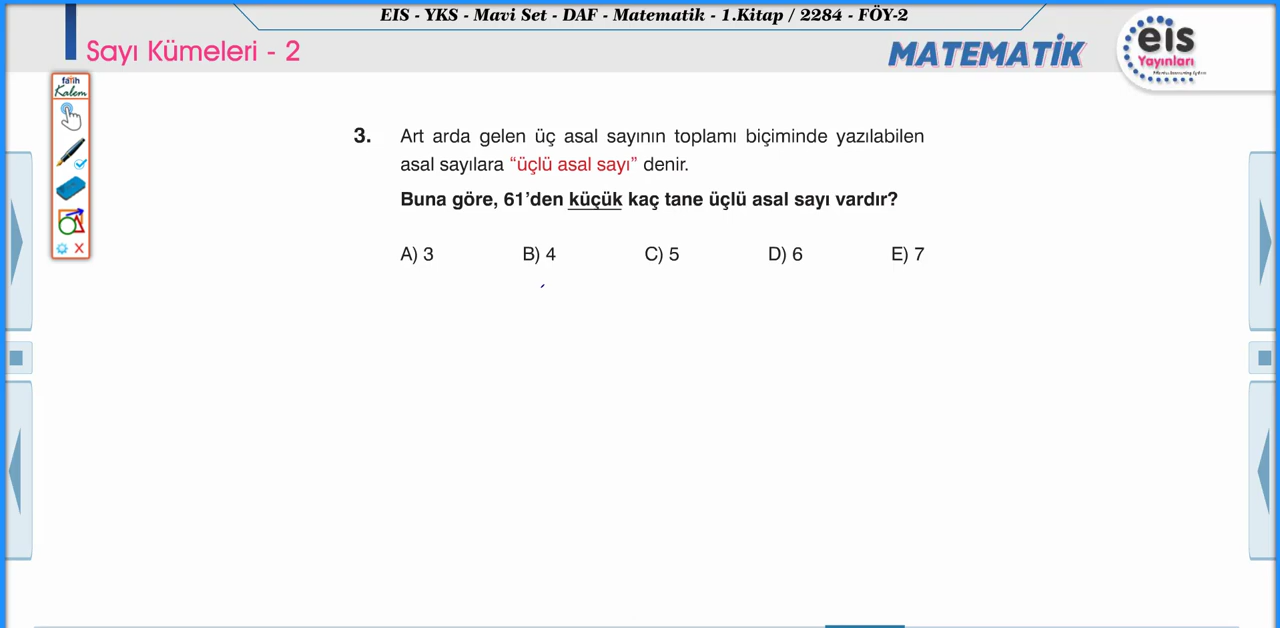 EIS - YKS - Mavi Set - DAF - Matematik - 1.Kitap / 2284 - FÖY-2
Sayı Kümeleri - 2
MATEMATİK
eis
Yayınları
fatih
Kalem
3. Art arda gelen üç asal sayının toplamı biçiminde yazılabilen
asal sayılara “üçlü asal sayı” denir.
Buna göre, 61’den küçük kaç tane üçlü asal sayı vardır?
A) 3 B) 4 C) 5 D) 6 E) 7